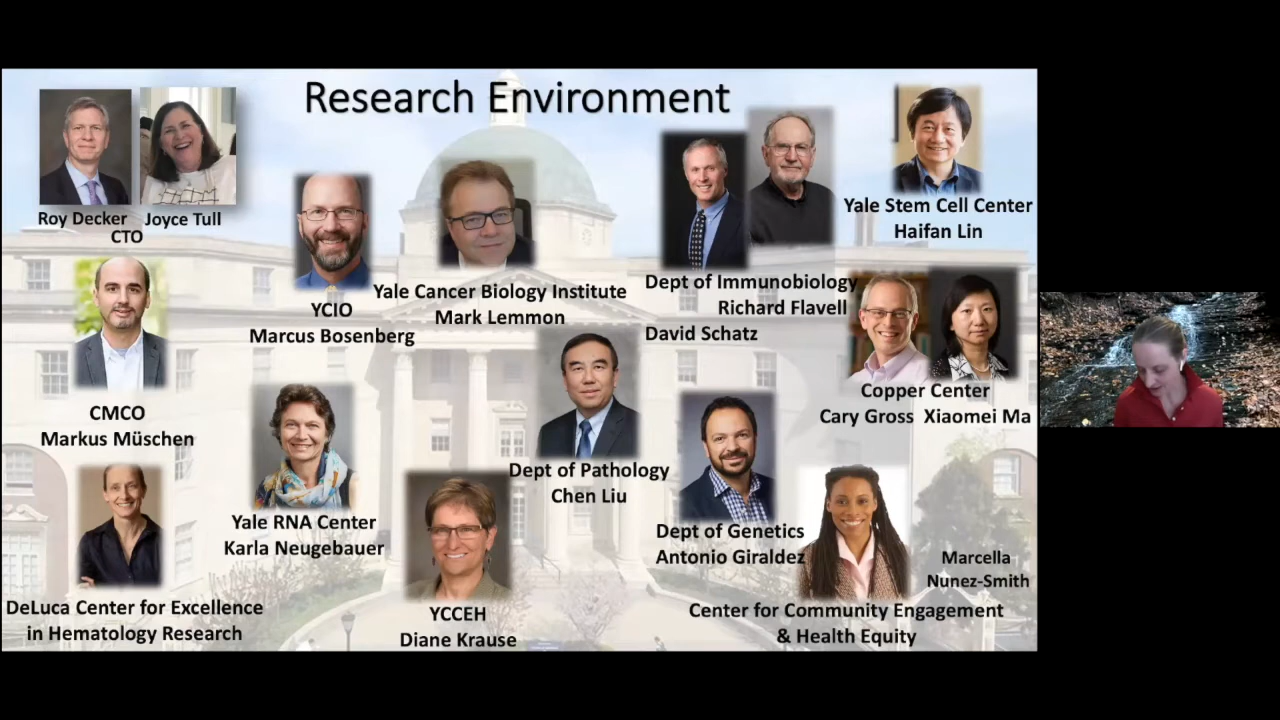 Research Environment
Roy Decker
Joyce Tull
CTO
Yale Stem Cell Center
Haifan Lin
YCIO
Marcus Bosenberg
Yale Cancer Biology Institute
Mark Lemmon
Dept of Immunobiology
Richard Flavell
David Schatz
CMCO
Markus Müschen
Copper Center
Cary Gross Xiaomei Ma
Dept of Pathology
Chen Liu
Yale RNA Center
Karla Neugebauer
Dept of Genetics
Antonio Giraldez
Marcella
Nunez-Smith
DeLuca Center for Excellence
in Hematology Research
YCCEH
Diane Krause
Center for Community Engagement
& Health Equity